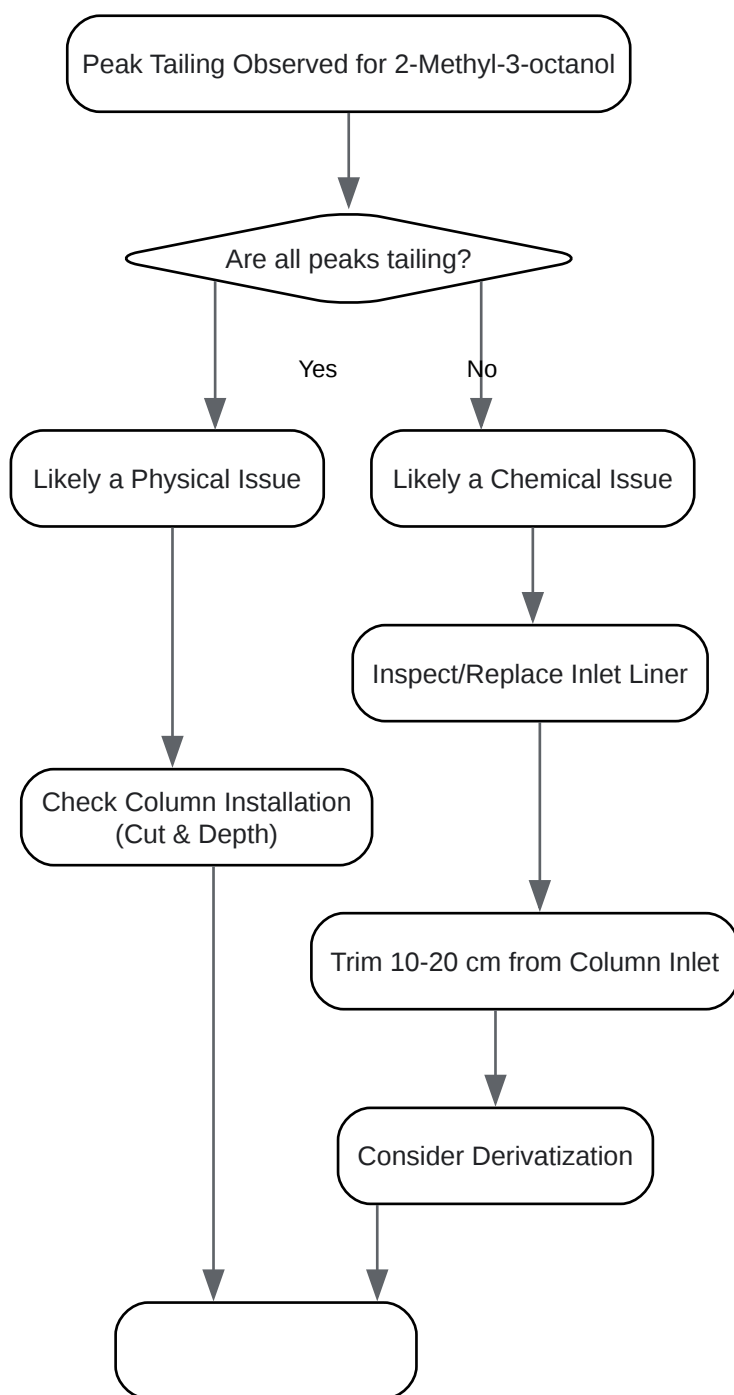 Peak Tailing Observed for 2-Methyl-3-octanol
Are all peaks tailing?
Yes
No
Likely a Physical Issue
Likely a Chemical Issue
Inspect/Replace Inlet Liner
Check Column Installation
(Cut & Depth)
Trim 10-20 cm from Column Inlet
Consider Derivatization